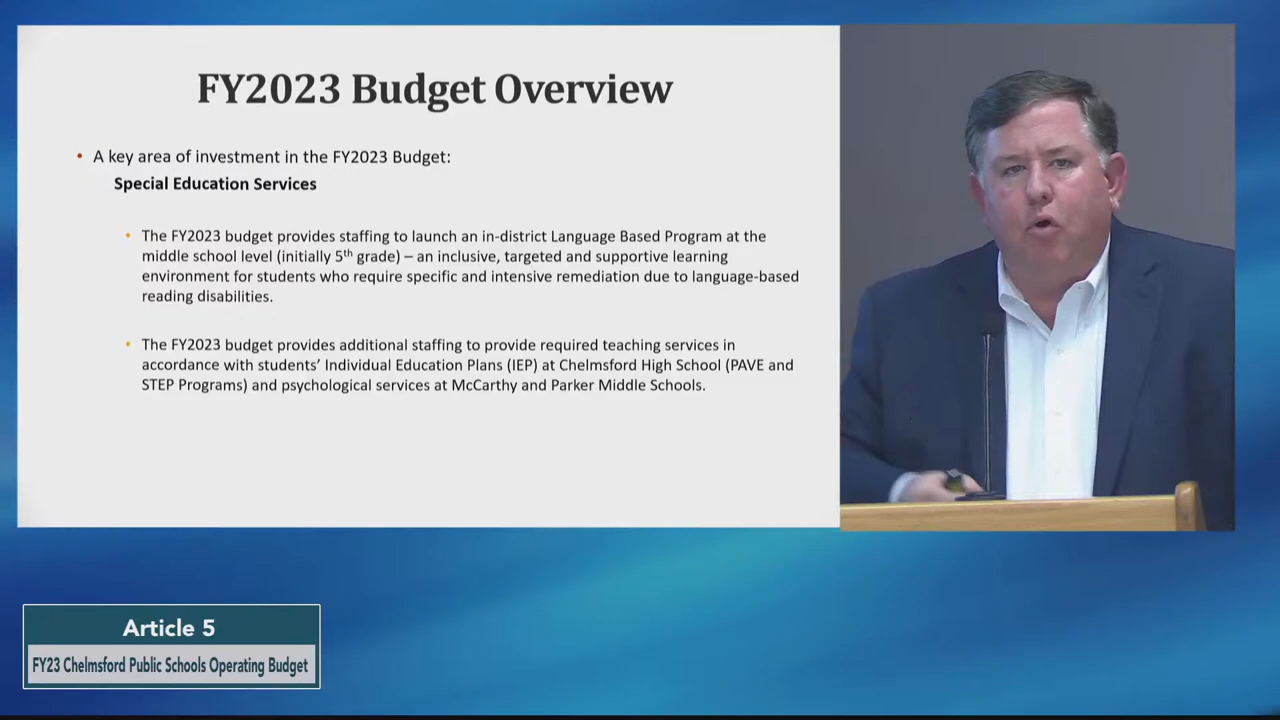 FY2023 Budget Overview
• A key area of investment in the FY2023 Budget:
Special Education Services
• The FY2023 budget provides staffing to launch an in-district Language Based Program at the
middle school level (initially 5th grade) – an inclusive, targeted and supportive learning
environment for students who require specific and intensive remediation due to language-based
reading disabilities.
• The FY2023 budget provides additional staffing to provide required teaching services in
accordance with students’ Individual Education Plans (IEP) at Chelmsford High School (PAVE and
STEP Programs) and psychological services at McCarthy and Parker Middle Schools.
Article 5
FY23 Chelmsford Public Schools Operating Budget